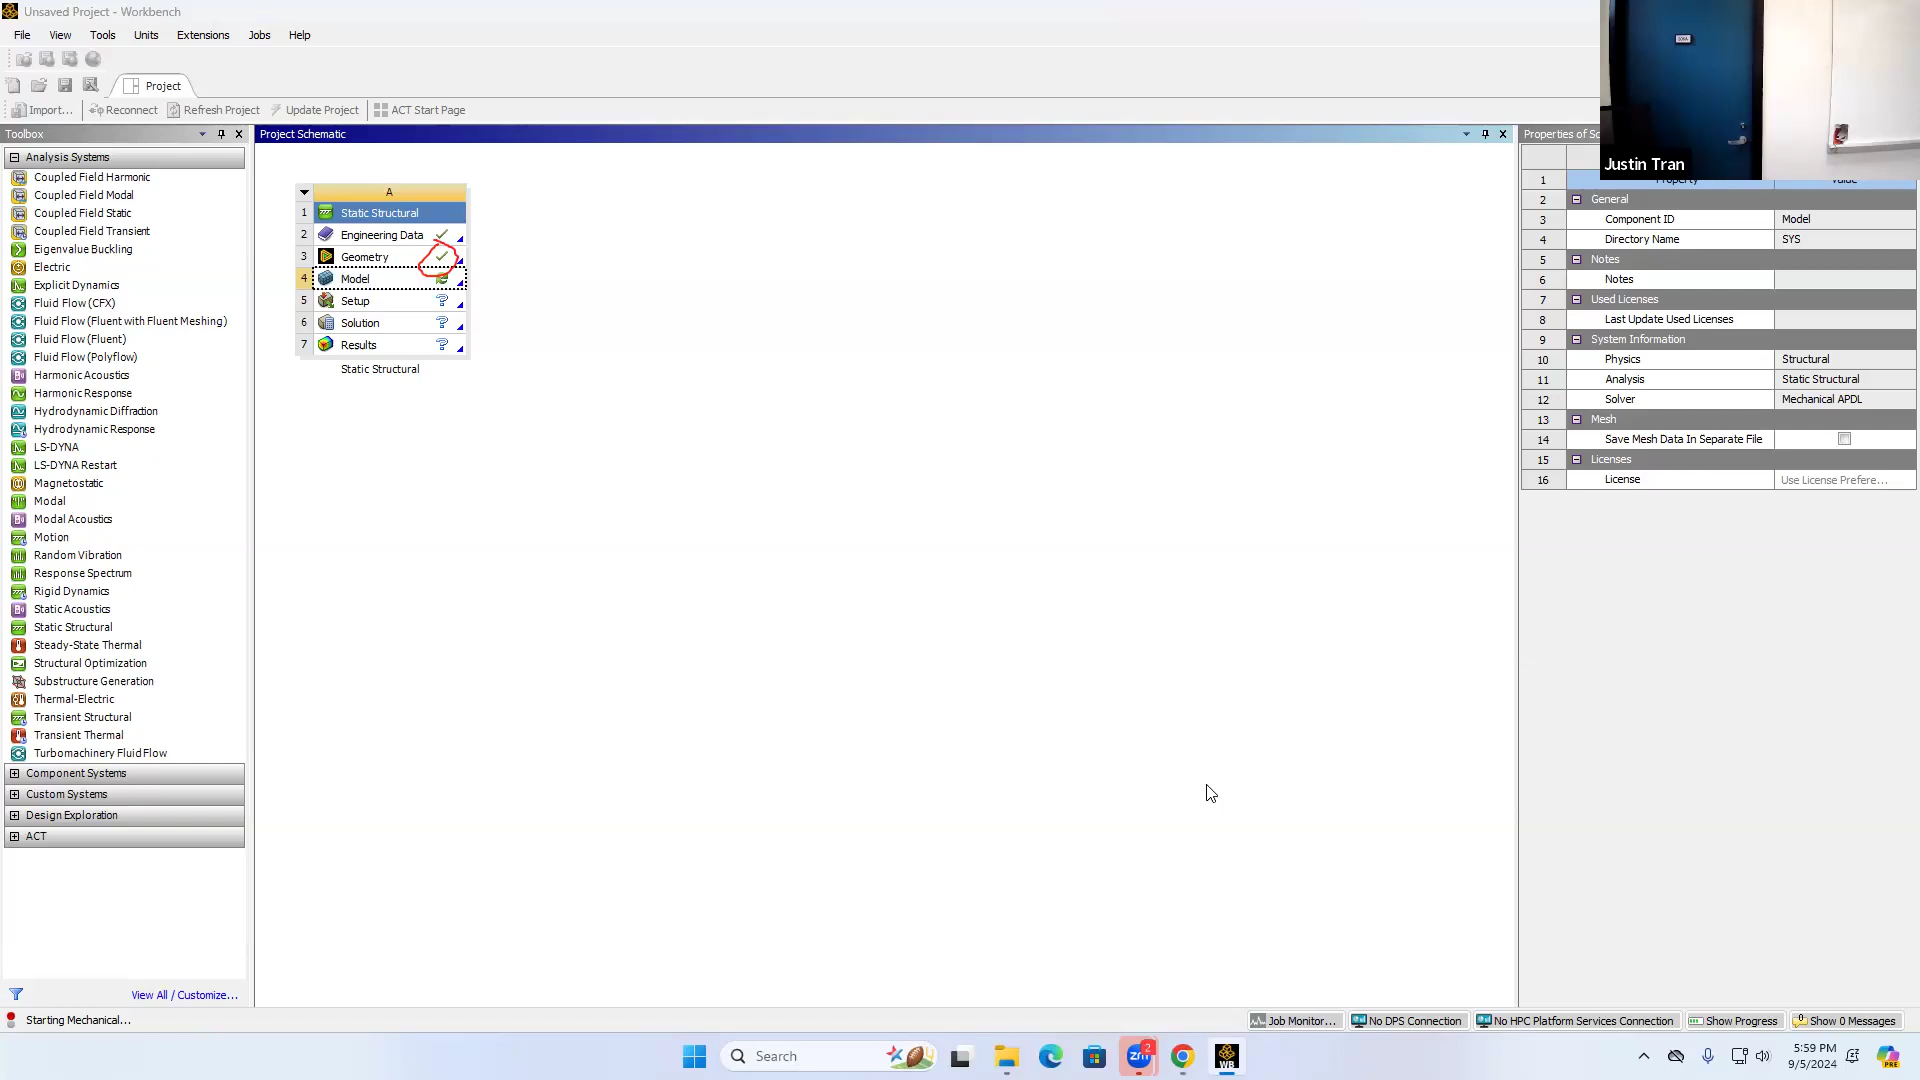 Unsaved Project - Workbench
File View Tools Units Extensions Jobs Help
Project
Import... Reconnect Refresh Project Update Project ACT Start Page
Toolbox
Analysis Systems
Coupled Field Harmonic
Coupled Field Modal
Coupled Field Static
Coupled Field Transient
Eigenvalue Buckling
Electric
Explicit Dynamics
Fluid Flow (CFX)
Fluid Flow (Fluent with Fluent Meshing)
Fluid Flow (Fluent)
Fluid Flow (Polyflow)
Harmonic Acoustics
Harmonic Response
Hydrodynamic Diffraction
Hydrodynamic Response
LS-DYNA
LS-DYNA Restart
Magnetostatic
Modal
Modal Acoustics
Motion
Random Vibration
Response Spectrum
Rigid Dynamics
Static Acoustics
Static Structural
Steady-State Thermal
Structural Optimization
Substructure Generation
Thermal-Electric
Transient Structural
Transient Thermal
Turbomachinery Fluid Flow
Component Systems
Custom Systems
Design Exploration
ACT
View All / Customize...
Project Schematic
A
1 Static Structural
2 Engineering Data
3 Geometry
4 Model
5 Setup ?
6 Solution ?
7 Results ?
Static Structural
Properties of Sc
Justin Tran
1 Property Value
2 General
3 Component ID Model
4 Directory Name SYS
5 Notes
6 Notes
7 Used Licenses
8 Last Update Used Licenses
9 System Information
10 Physics Structural
11 Analysis Static Structural
12 Solver Mechanical APDL
13 Mesh
14 Save Mesh Data In Separate File
15 Licenses
16 License Use License Prefere...
Starting Mechanical...
Job Monitor... No DPS Connection No HPC Platform Services Connection Show Progress Show 0 Messages
Search
zm 2
WB
5:59 PM
9/5/2024
PRE